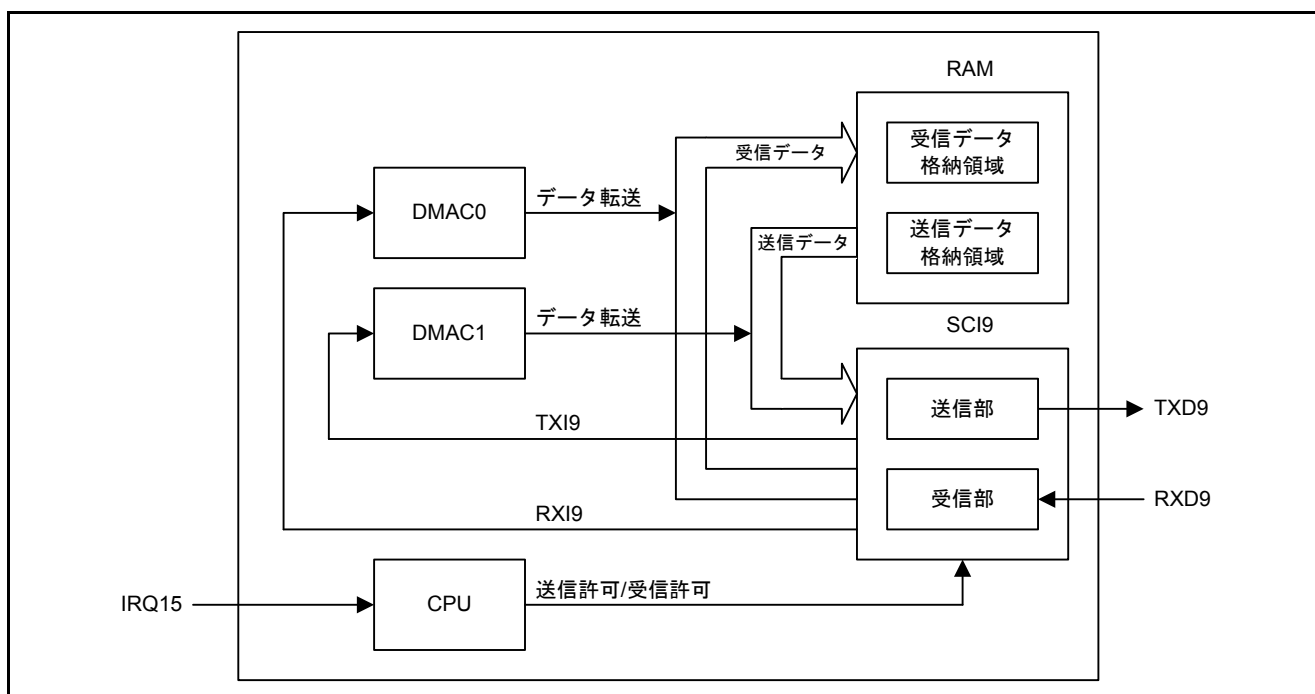 RAM
受信データ
格納領域
受信データ
DMAC0
データ転送
送信データ
格納領域
送信データ
DMAC1
データ転送
SCI9
送信部
TXD9
TXI9
受信部
RXD9
RXI9
IRQ15
CPU
送信許可/受信許可